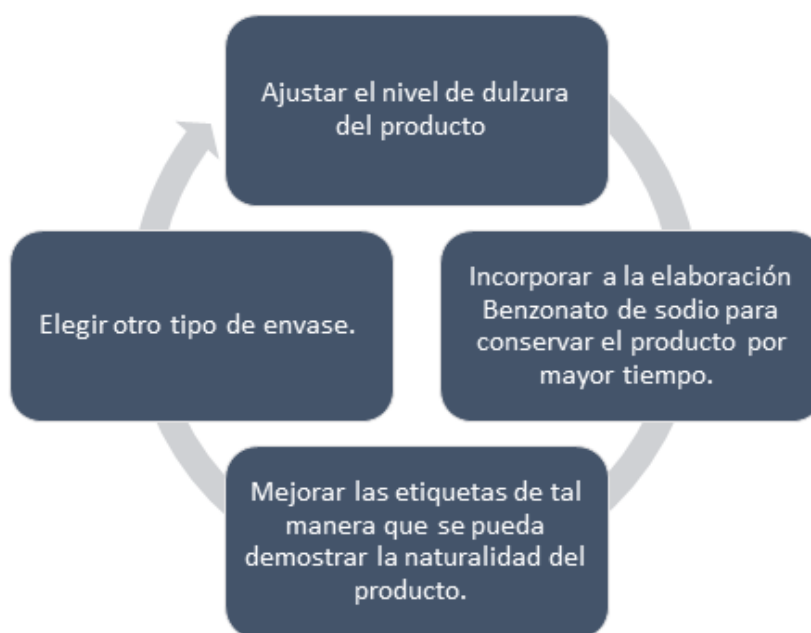 Ajustar el nivel de dulzura
del producto
Incorporar a la elaboración
Benzonato de sodio para
conservar el producto por
mayor tiempo.
Mejorar las etiquetas de tal
manera que se pueda
demostrar la naturalidad del
producto.
Elegir otro tipo de envase.